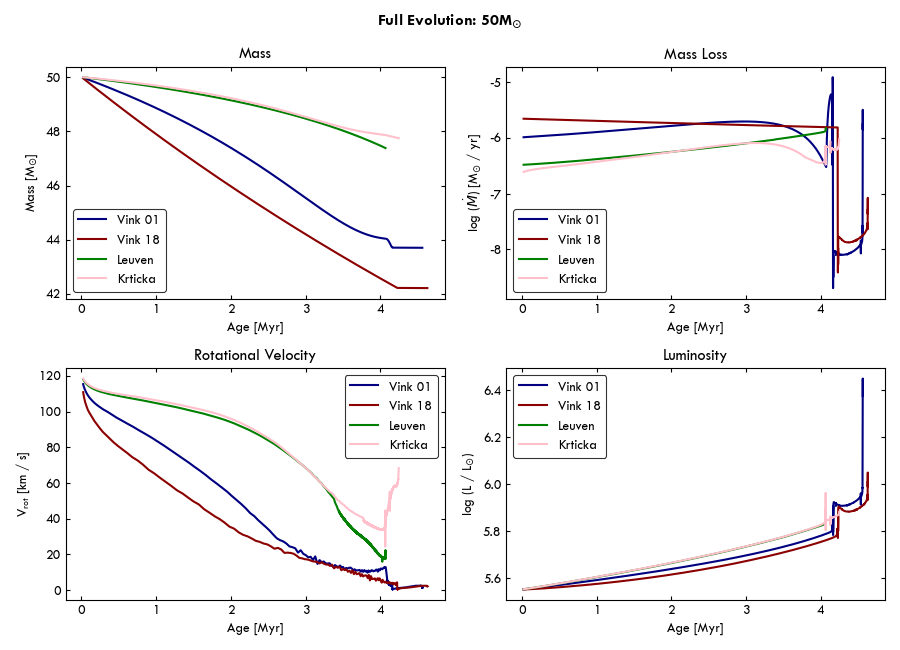 Full Evolution: 50M☉
Mass
50
48
46
44
42
Mass [M☉]
Vink 01
Vink 18
Leuven
Krticka
0 1 2 3 4
Age [Myr]
Mass Loss
-5
-6
-7
-8
log (Ṁ) [M☉ / yr]
Vink 01
Vink 18
Leuven
Krticka
0 1 2 3 4
Age [Myr]
Rotational Velocity
120
100
80
60
40
20
0
V_rot [km / s]
Vink 01
Vink 18
Leuven
Krticka
0 1 2 3 4
Age [Myr]
Luminosity
6.4
6.2
6.0
5.8
5.6
log (L / L☉)
Vink 01
Vink 18
Leuven
Krticka
0 1 2 3 4
Age [Myr]